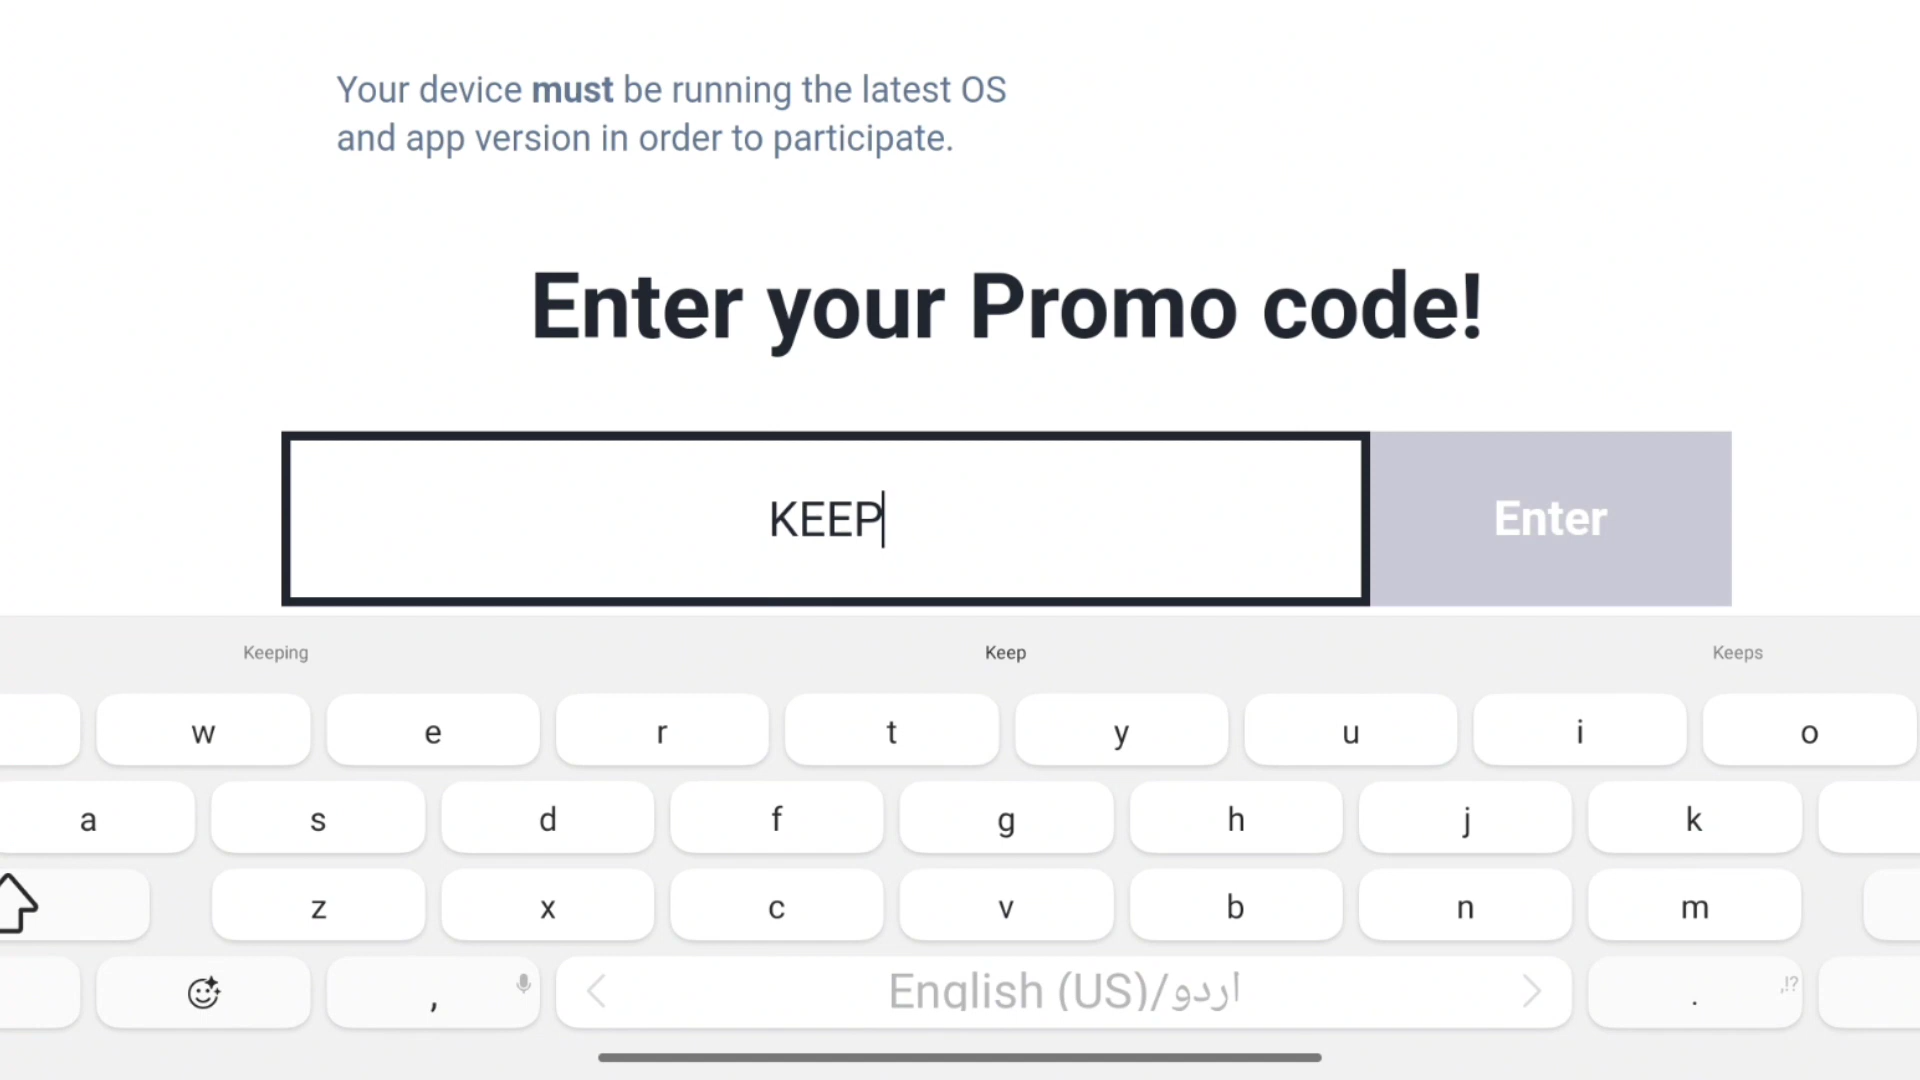 Your device must be running the latest OS
and app version in order to participate.
Enter your Promo code!
KEEP
Enter
Keeping Keep Keeps
w e r t y u i o
a s d f g h j k
z x c v b n m
, English (US)/اردو . ,!?